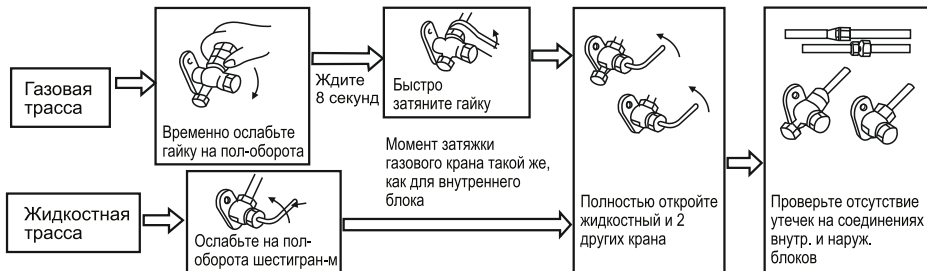 Газовая
трасса
Временно ослабьте
гайку на пол-оборота
Ждите
8 секунд
Быстро
затяните гайку
Момент затяжки
газового крана такой же,
как для внутреннего
блока
Жидкостная
трасса
Ослабьте на пол-
оборота шестигран-м
Полностью откройте
жидкостный и 2
других крана
Проверьте отсутствие
утечек на соединениях
внутр. и наруж.
блоков